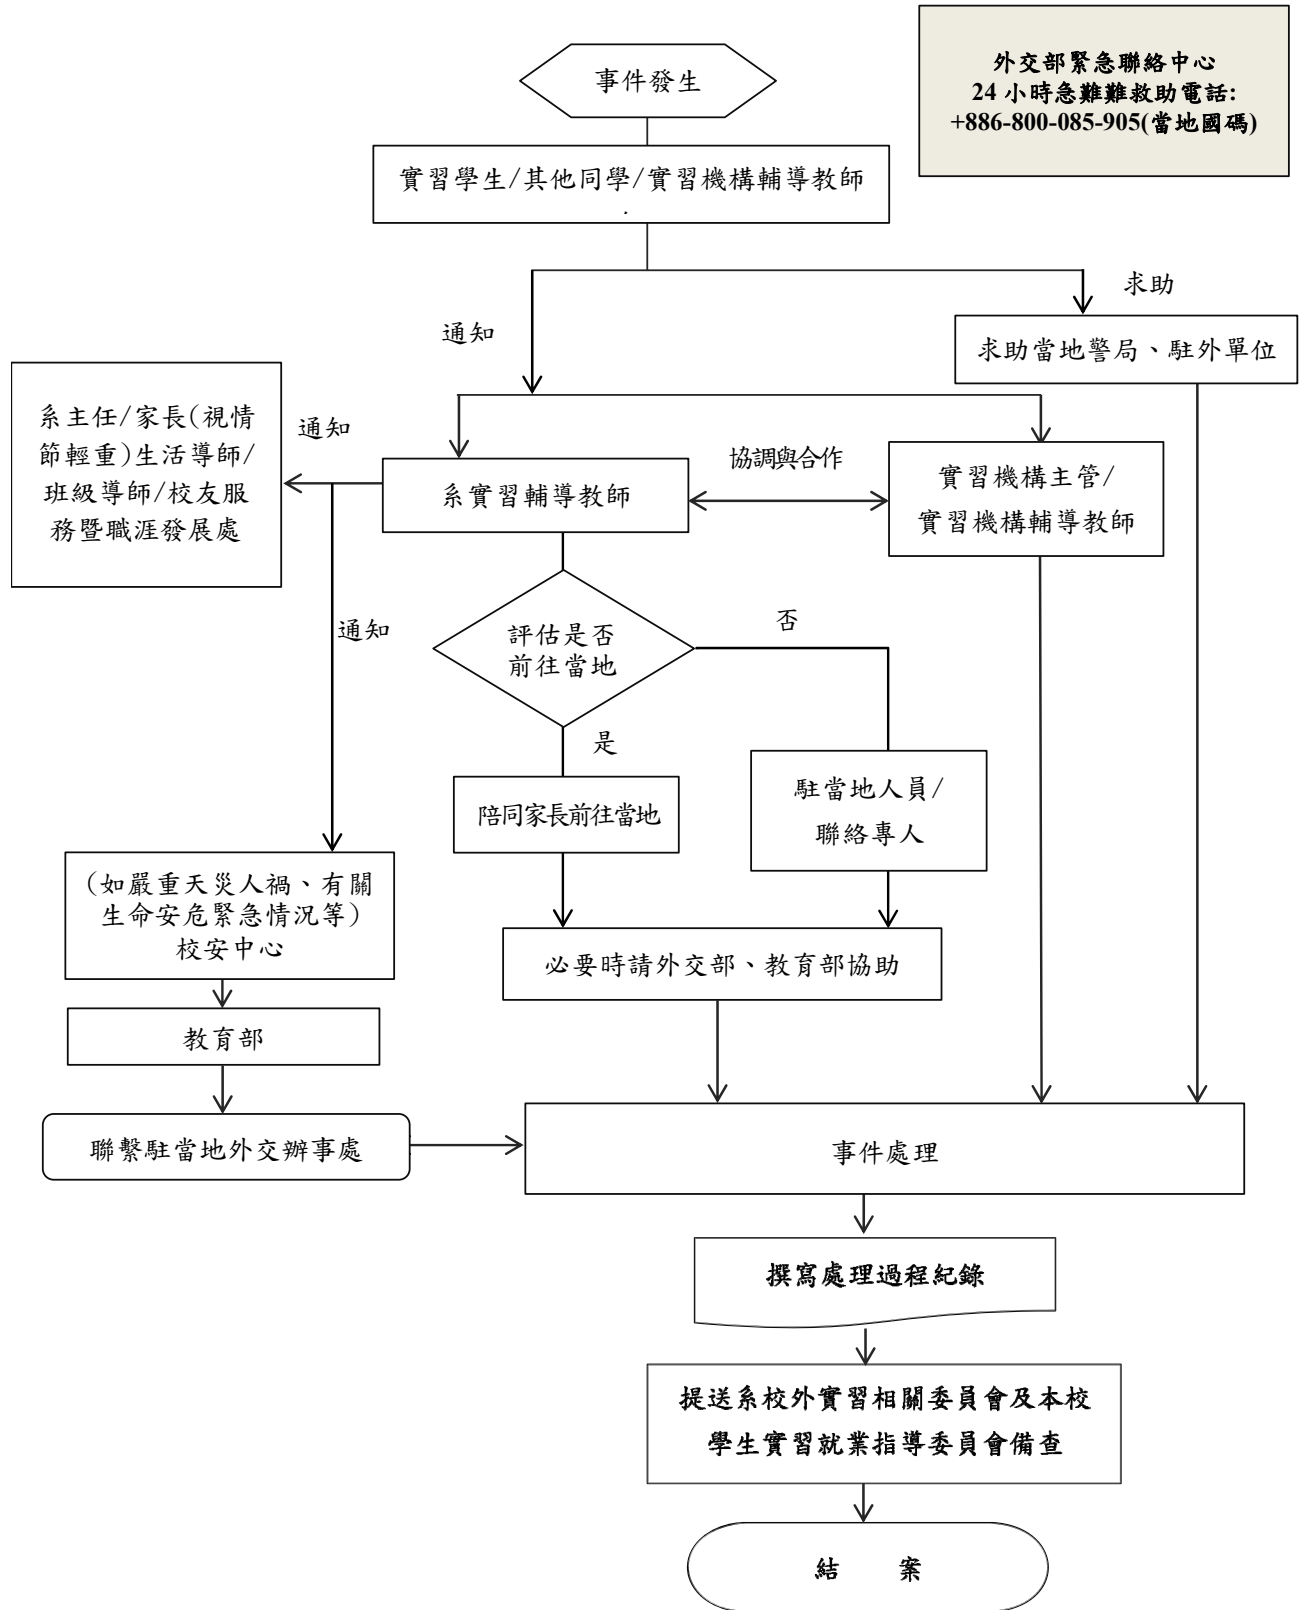 外交部緊急聯絡中心
24 小時急難難救助電話:
+886-800-085-905(當地國碼)
事件發生
實習學生/其他同學/實習機構輔導教師
.
求助
通知
求助當地警局、駐外單位
系主任/家長(視情
節輕重)生活導師/
班級導師/校友服
務暨職涯發展處
通知
系實習輔導教師
協調與合作
實習機構主管/
實習機構輔導教師
通知
評估是否
前往當地
否
是
陪同家長前往當地
駐當地人員/
聯絡專人
(如嚴重天災人禍、有關
生命安危緊急情況等)
校安中心
必要時請外交部、教育部協助
教育部
聯繫駐當地外交辦事處
事件處理
撰寫處理過程紀錄
提送系校外實習相關委員會及本校
學生實習就業指導委員會備查
結 案